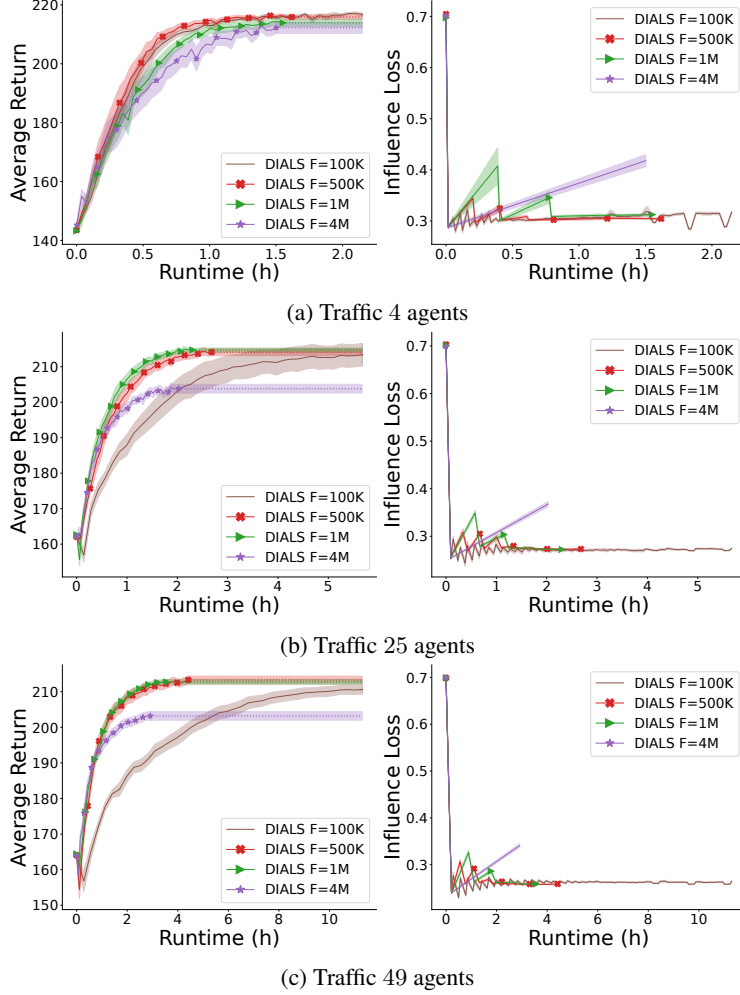 220
200
180
160
140
Average Return
0.0 0.5 1.0 1.5 2.0
Runtime (h)
DIALS F=100K
DIALS F=500K
DIALS F=1M
DIALS F=4M
0.7
0.6
0.5
0.4
0.3
Influence Loss
0.0 0.5 1.0 1.5 2.0
Runtime (h)
DIALS F=100K
DIALS F=500K
DIALS F=1M
DIALS F=4M
(a) Traffic 4 agents
210
200
190
180
170
160
Average Return
0 1 2 3 4 5
Runtime (h)
DIALS F=100K
DIALS F=500K
DIALS F=1M
DIALS F=4M
0.7
0.6
0.5
0.4
0.3
Influence Loss
0 1 2 3 4 5
Runtime (h)
DIALS F=100K
DIALS F=500K
DIALS F=1M
DIALS F=4M
(b) Traffic 25 agents
210
200
190
180
170
160
150
Average Return
0 2 4 6 8 10
Runtime (h)
DIALS F=100K
DIALS F=500K
DIALS F=1M
DIALS F=4M
0.7
0.6
0.5
0.4
0.3
Influence Loss
0 2 4 6 8 10
Runtime (h)
DIALS F=100K
DIALS F=500K
DIALS F=1M
DIALS F=4M
(c) Traffic 49 agents